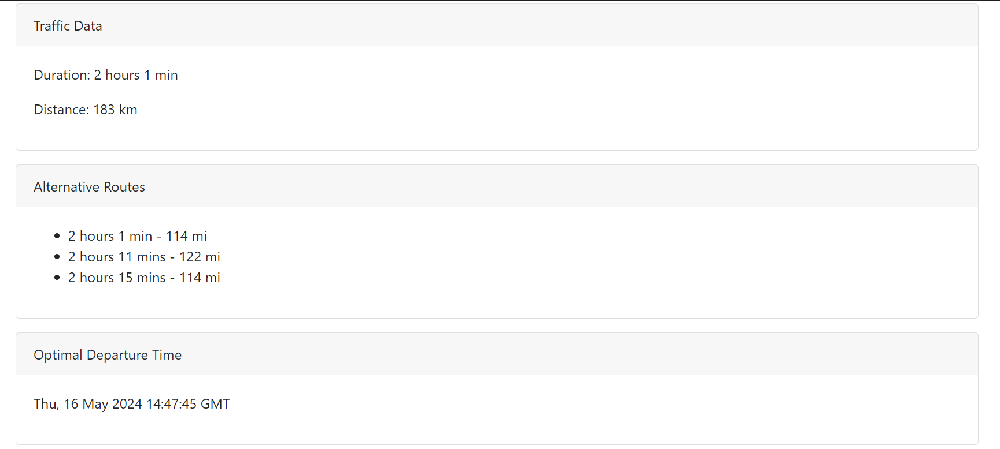 Traffic Data
Duration: 2 hours 1 min
Distance: 183 km
Alternative Routes
2 hours 1 min - 114 mi
2 hours 11 mins - 122 mi
2 hours 15 mins - 114 mi
Optimal Departure Time
Thu, 16 May 2024 14:47:45 GMT